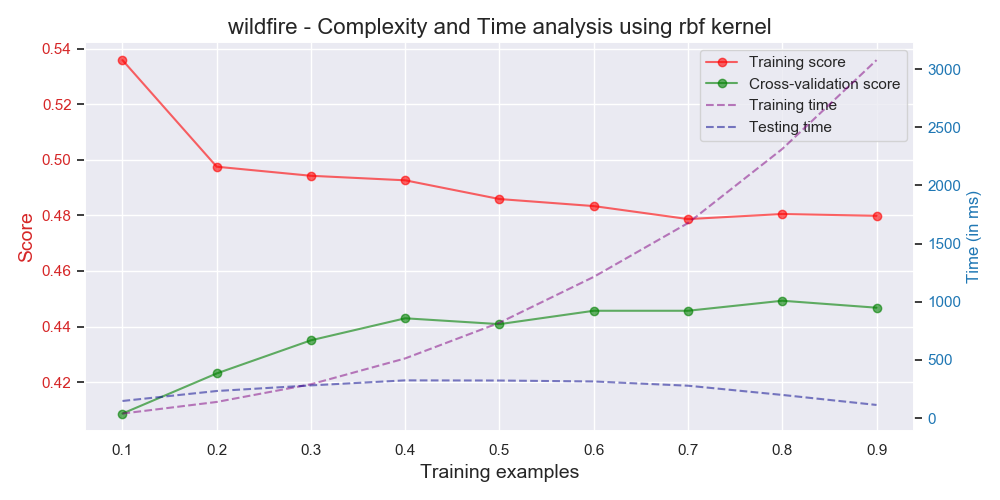 wildfire - Complexity and Time analysis using rbf kernel
0.54
0.52
0.50
0.48
0.46
0.44
0.42
Score
Training score
Cross-validation score
Training time
Testing time
3000
2500
2000
1500
1000
500
0
Time (in ms)
0.1 0.2 0.3 0.4 0.5 0.6 0.7 0.8 0.9
Training examples